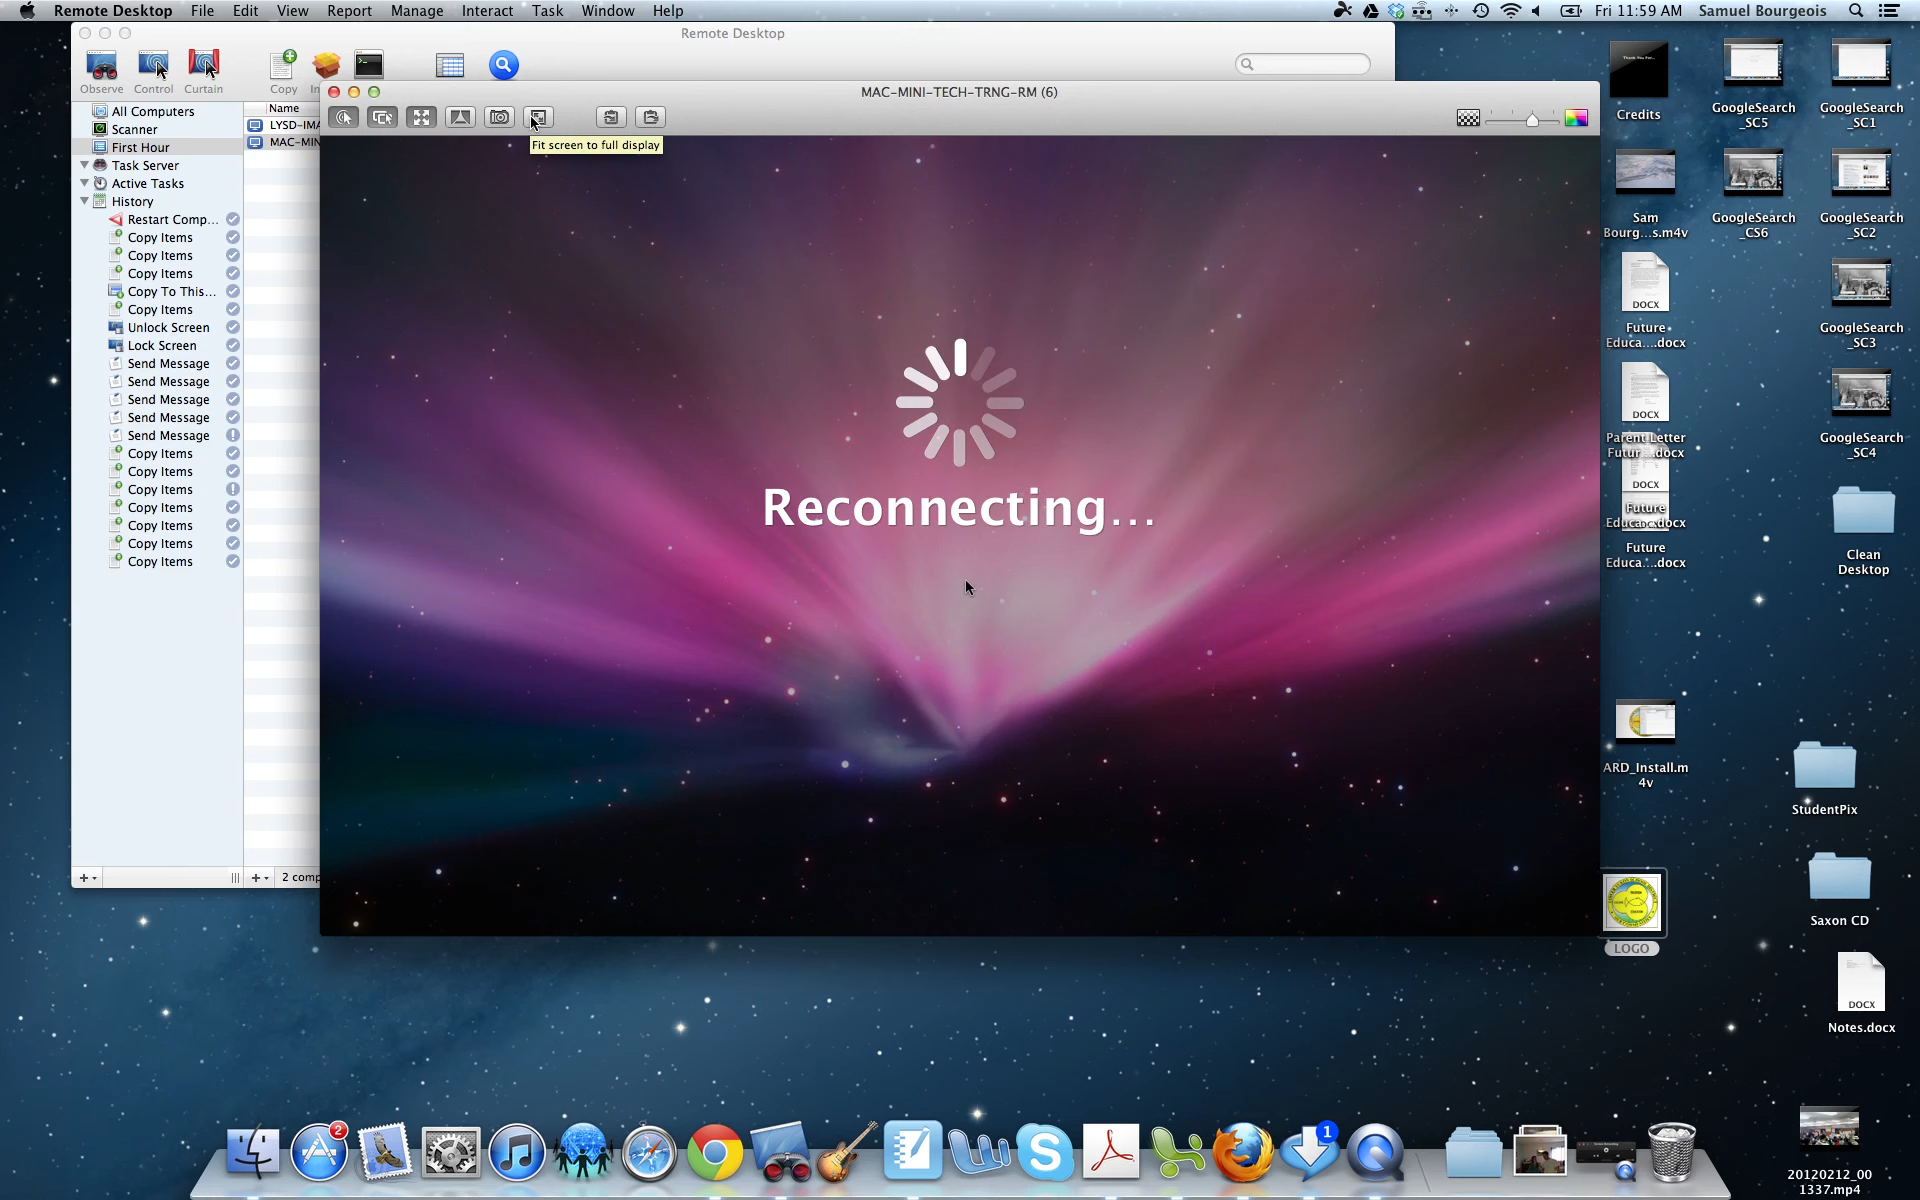 Remote Desktop File Edit View Report Manage Interact Task Window Help
Fri 11:59 AM Samuel Bourgeois
Remote Desktop
Observe Control Curtain Copy
MAC-MINI-TECH-TRNG-RM (6)
Fit screen to full display
Name
LYSD-IMA
MAC-MIN
All Computers
Scanner
First Hour
Task Server
Active Tasks
History
Restart Comp...
Copy Items
Copy Items
Copy Items
Copy To This...
Copy Items
Unlock Screen
Lock Screen
Send Message
Send Message
Send Message
Send Message
Send Message
Copy Items
Copy Items
Copy Items
Copy Items
Copy Items
Copy Items
Copy Items
2 comp
Reconnecting...
Credits
GoogleSearch
_SC5
GoogleSearch
_SC1
Sam
Bourg...s.m4v
GoogleSearch
_CS6
GoogleSearch
_SC2
DOCX
Future
Educa....docx
GoogleSearch
_SC3
DOCX
Parent Letter
Futur....docx
GoogleSearch
_SC4
DOCX
Future
Future
Educa....docx
Clean
Desktop
ARD_Install.m
4v
StudentPix
Saxon CD
LOGO
DOCX
Notes.docx
20120212_00
1337.mp4
2
1